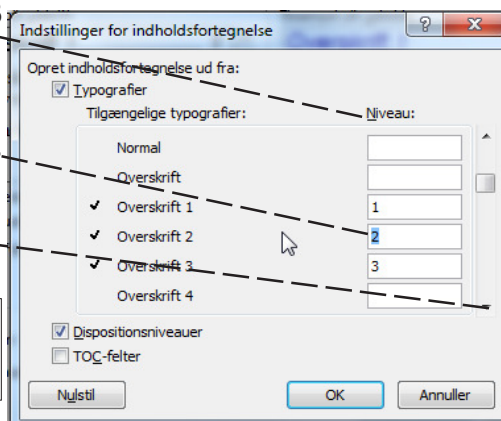 Indstillinger for indholdsfortegnelse
Opret indholdsfortegnelse ud fra:
Typografier
Tilgængelige typografier: Niveau:
Normal
Overskrift
Overskrift 1 1
Overskrift 2 2
Overskrift 3 3
Overskrift 4
Dispositionsniveauer
TOC-felter
Nulstil OK Annuller